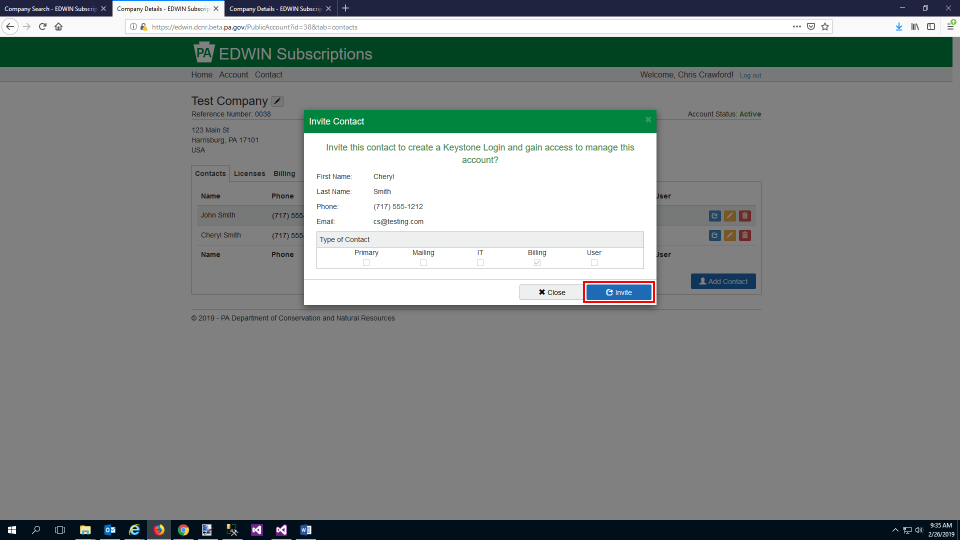 Company Search - EDWIN Subscrip
Company Details - EDWIN Subscrip
Company Details - EDWIN Subscrip
https://edwin.dcnr.beta.pa.gov/PublicAccount?id=38&tab=contacts
PA EDWIN Subscriptions
Home Account Contact
Welcome, Chris Crawford! Log out
Test Company
Reference Number: 0038
Account Status: Active
123 Main St
Harrisburg, PA 17101
USA
Contacts Licenses Billing
Name Phone User
John Smith (717) 555
Cheryl Smith (717) 555
Name Phone User
Add Contact
© 2019 - PA Department of Conservation and Natural Resources
Invite Contact
Invite this contact to create a Keystone Login and gain access to manage this
account?
First Name: Cheryl
Last Name: Smith
Phone: (717) 555-1212
Email: cs@testing.com
Type of Contact
Primary Mailing IT Billing User
Close Invite
9:35 AM
2/26/2019